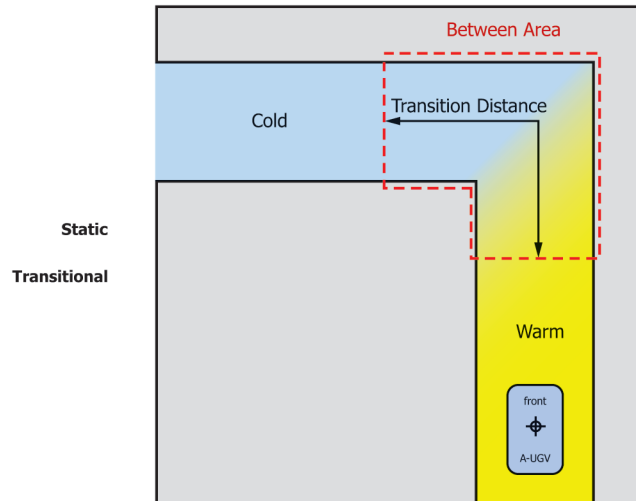 Between Area
Transition Distance
Cold
Static
Transitional
Warm
front
A-UGV